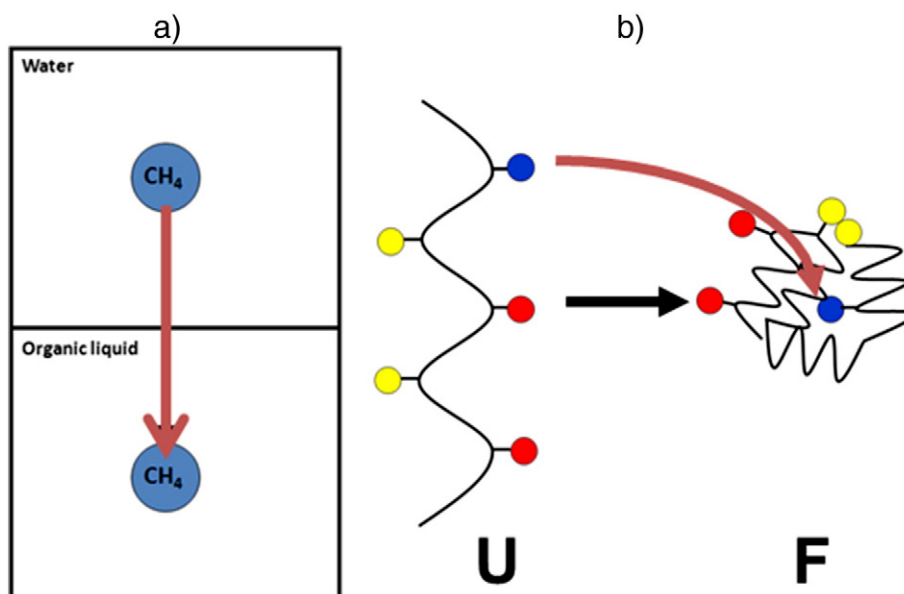 a)
b)
Water
CH₄
Organic liquid
CH₄
U
F